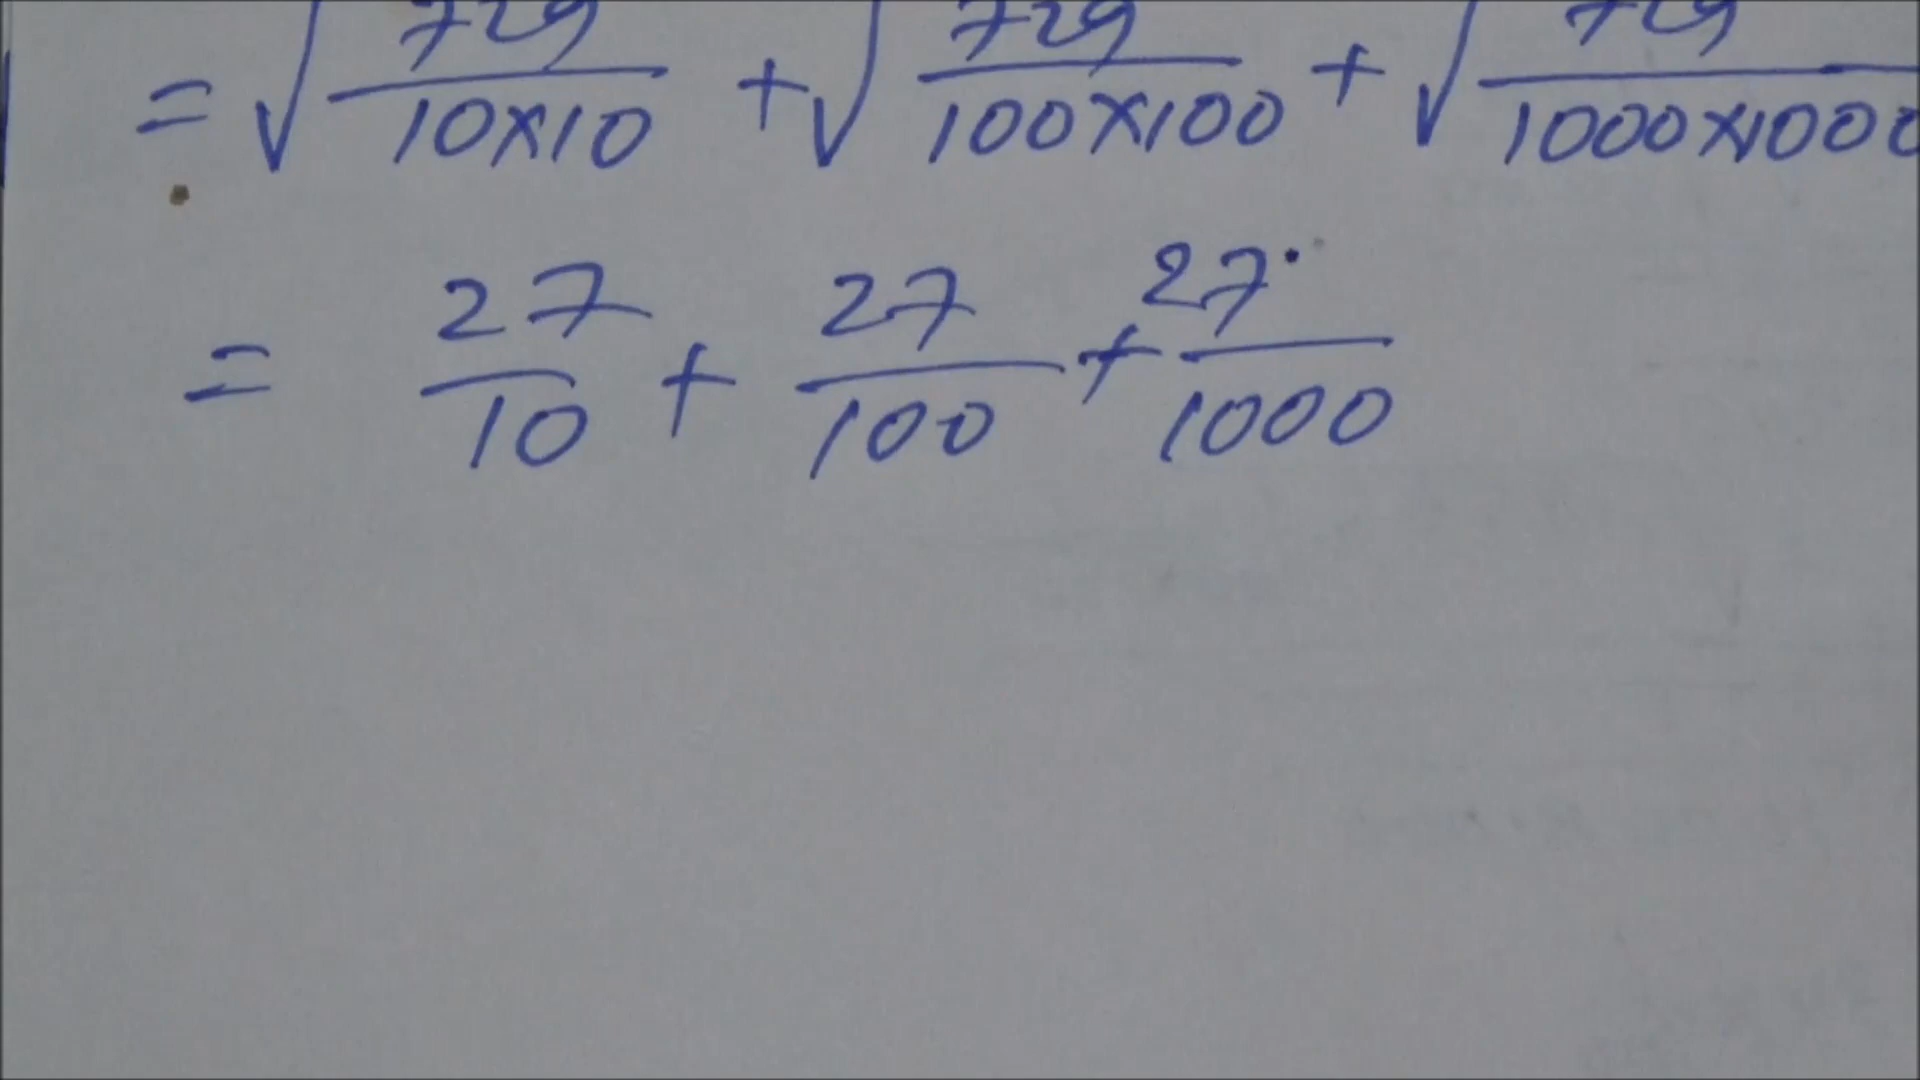 = √729/10×10 + √729/100×100 + √729/1000×1000
= 27/10 + 27/100 + 27/1000